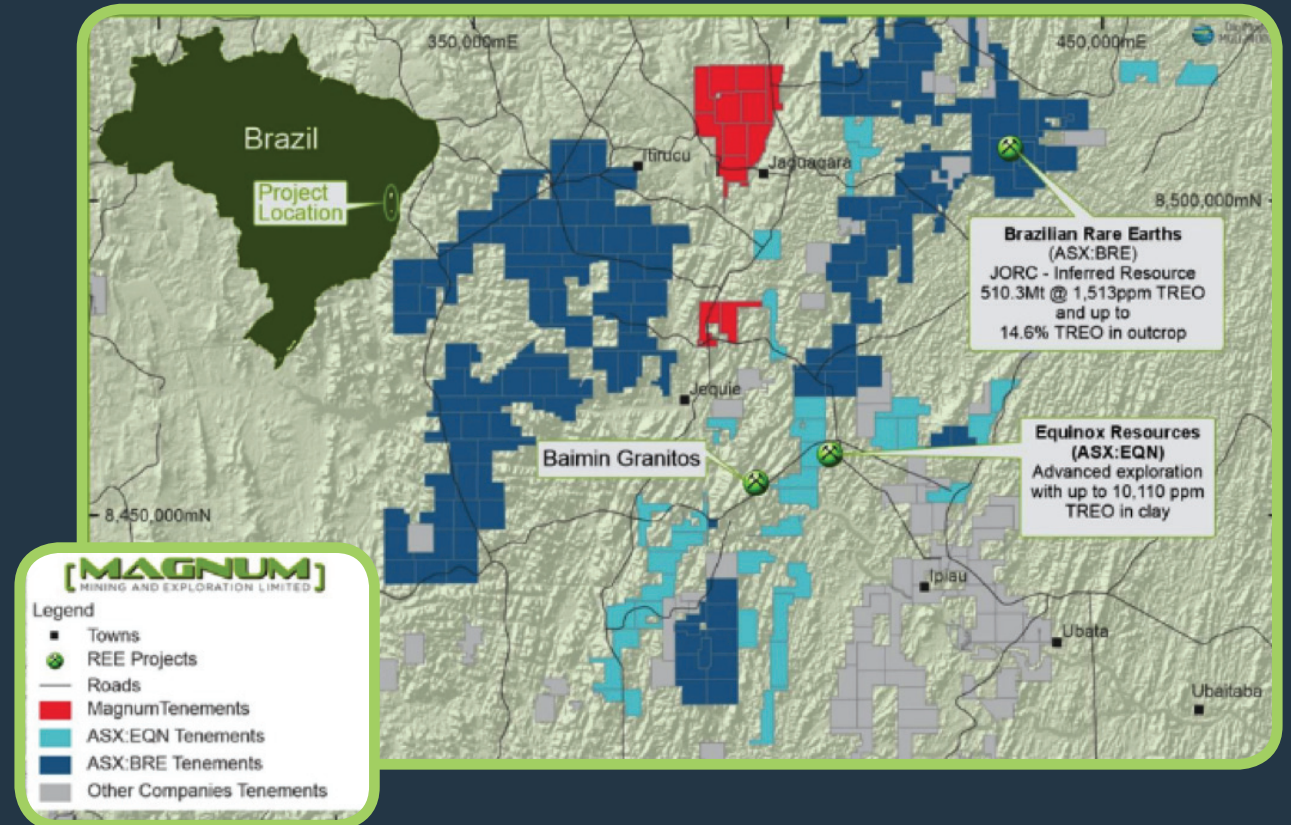 350,000mE
450,000mE
Brazil
Project
Location
Itirucu
Jaguaqara
8,500,000mN
Brazilian Rare Earths
(ASX:BRE)
JORC - Inferred Resource
510.3Mt @ 1,513ppm TREO
and up to
14.6% TREO in outcrop
Jequie
Baimin Granitos
Equinox Resources
(ASX:EQN)
Advanced exploration
with up to 10,110 ppm
TREO in clay
8,450,000mN
Ipiau
Ubata
Ubaitaba
[MAGNUM]
MINING AND EXPLORATION LIMITED
Legend
Towns
REE Projects
Roads
MagnumTenements
ASX:EQN Tenements
ASX:BRE Tenements
Other Companies Tenements